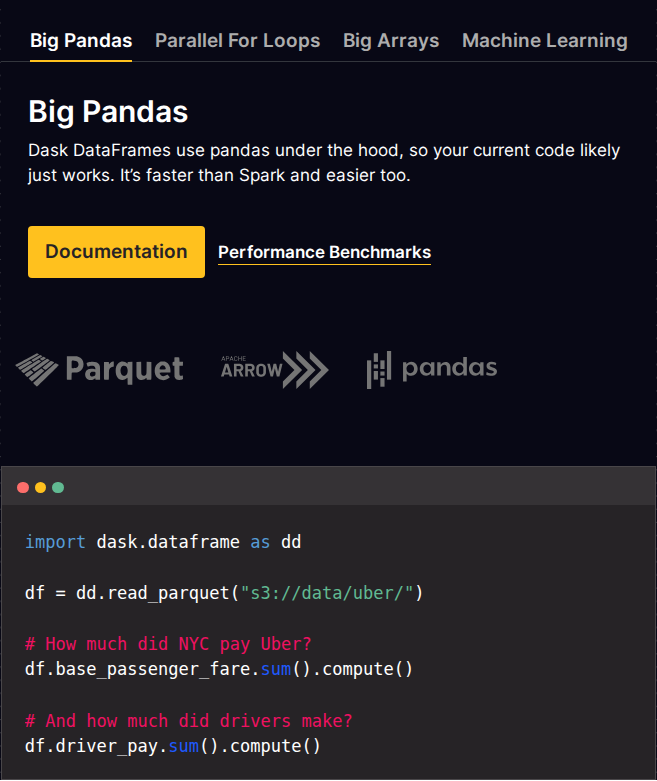 Big Pandas Parallel For Loops Big Arrays Machine Learning
Big Pandas
Dask DataFrames use pandas under the hood, so your current code likely
just works. It’s faster than Spark and easier too.
Documentation Performance Benchmarks
Parquet APACHE ARROW pandas
import dask.dataframe as dd
df = dd.read_parquet("s3://data/uber/")
# How much did NYC pay Uber?
df.base_passenger_fare.sum().compute()
# And how much did drivers make?
df.driver_pay.sum().compute()